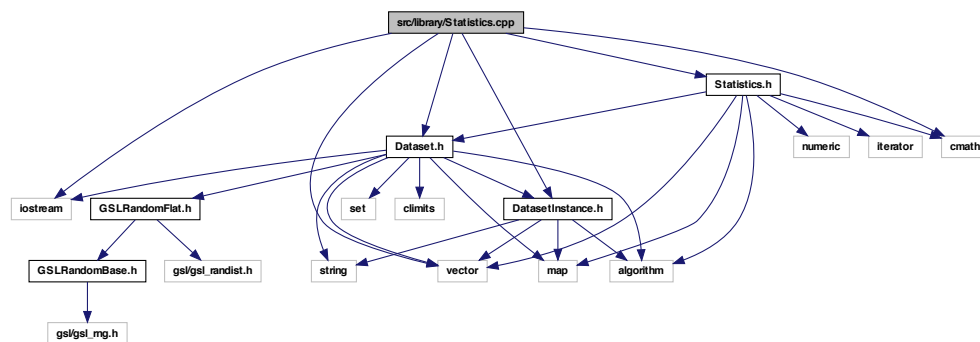 src/library/Statistics.cpp
Statistics.h
Dataset.h
numeric
iterator
cmath
iostream
GSLRandomFlat.h
set
climits
DatasetInstance.h
GSLRandomBase.h
gsl/gsl_randist.h
string
vector
map
algorithm
gsl/gsl_rng.h